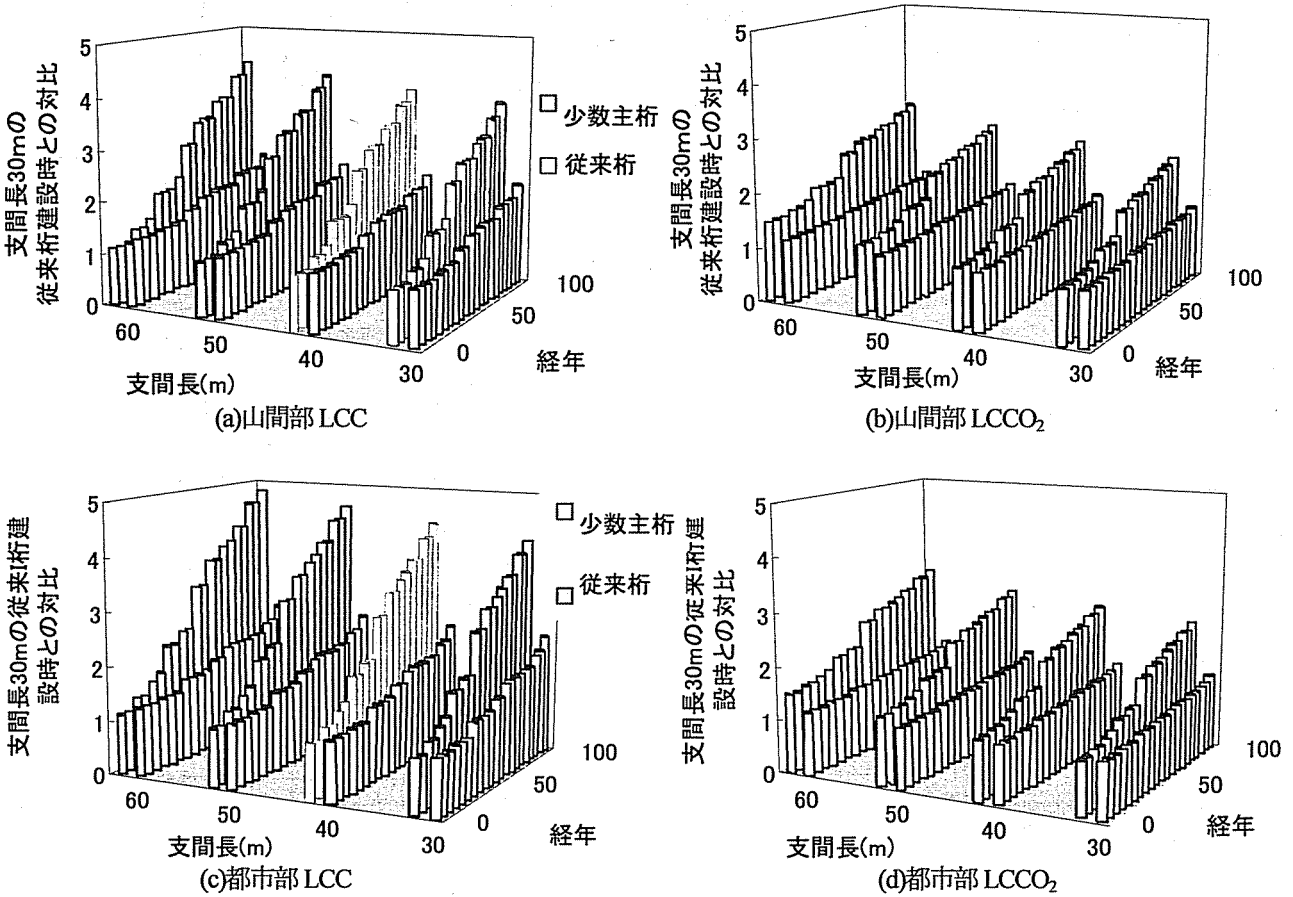 支間長30mの
従来桁建設時との対比
5
4
3
2
1
0
60
50
40
30
支間長(m)
0
50
100
経年
少数主桁
従来桁
(a)山間部 LCC
支間長30mの
従来桁建設時との対比
5
4
3
2
1
0
60
50
40
30
支間長(m)
0
50
100
経年
(b)山間部 LCCO₂
支間長30mの従来I桁建
設時との対比
5
4
3
2
1
0
60
50
40
30
支間長(m)
0
50
100
経年
少数主桁
従来桁
(c)都市部 LCC
支間長30mの従来I桁建
設時との対比
5
4
3
2
1
0
60
50
40
30
支間長(m)
0
50
100
経年
(d)都市部 LCCO₂